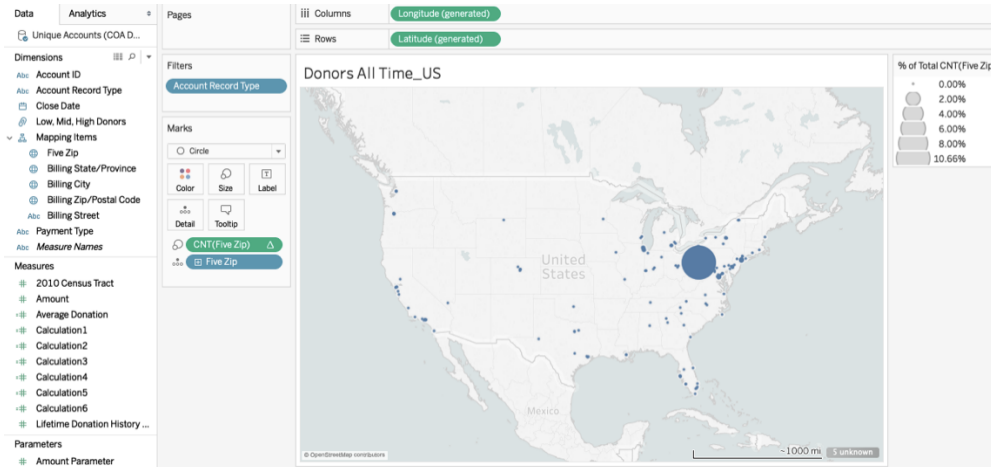 Data
Analytics
Unique Accounts (COA D...
Dimensions
Abc Account ID
Abc Account Record Type
Close Date
Low, Mid, High Donors
Mapping Items
Five Zip
Billing State/Province
Billing City
Billing Zip/Postal Code
Abc Billing Street
Abc Payment Type
Abc Measure Names
Measures
# 2010 Census Tract
# Amount
=# Average Donation
=# Calculation1
=# Calculation2
=# Calculation3
=# Calculation4
=# Calculation5
=# Calculation6
# Lifetime Donation History ...
Parameters
# Amount Parameter
Pages
Filters
Account Record Type
Marks
Circle
Color
Size
Label
Detail
Tooltip
CNT(Five Zip) Δ
Five Zip
Columns
Longitude (generated)
Rows
Latitude (generated)
Donors All Time_US
United
States
Mexico
© OpenStreetMap contributors
~1000 mi
5 unknown
% of Total CNT(Five Zip
0.00%
2.00%
4.00%
6.00%
8.00%
10.66%